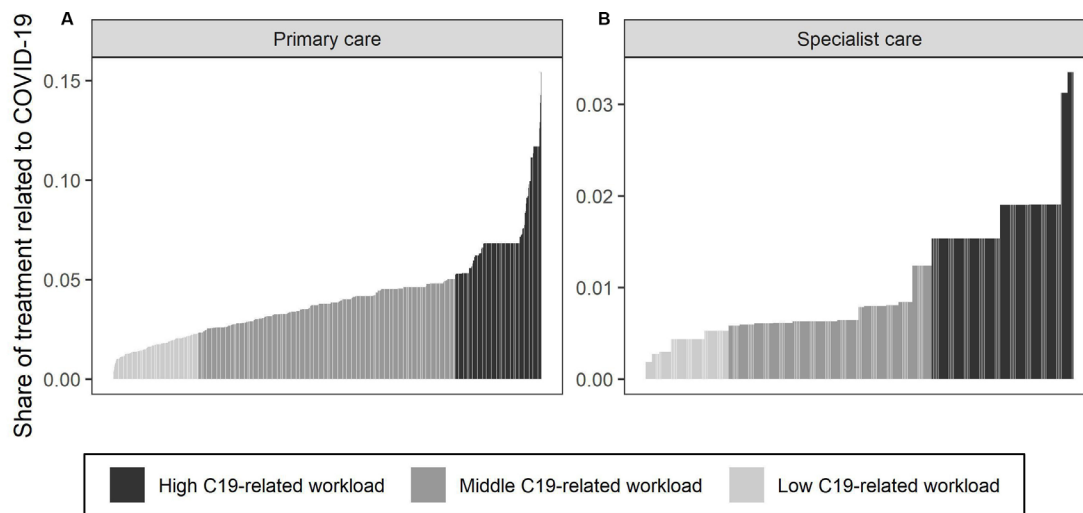 A
B
Primary care
Specialist care
Share of treatment related to COVID-19
0.15
0.10
0.05
0.00
0.03
0.02
0.01
0.00
High C19-related workload
Middle C19-related workload
Low C19-related workload